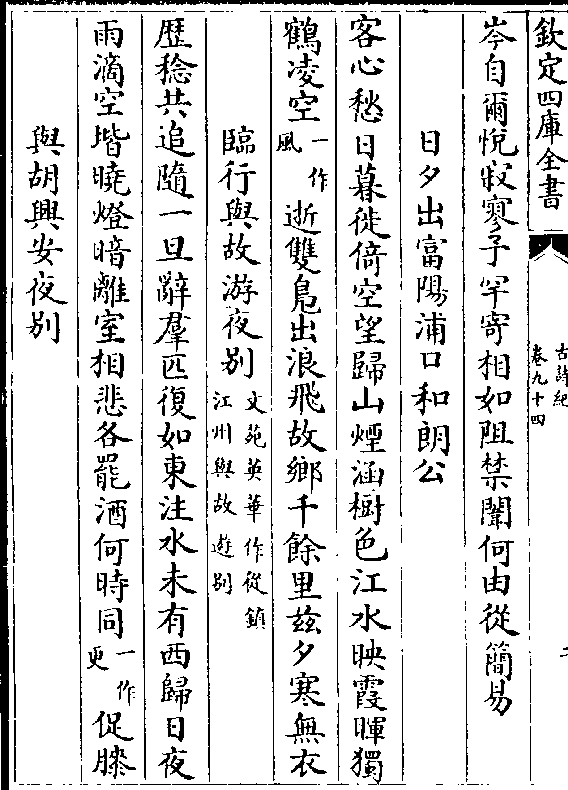 欽定四庫全書
古詩紀
卷九十四
岑自爾悅寂寥子罕寄相如阻禁闈何由從簡易
日夕出富陽浦口和朗公
客心愁日暮徙倚空望歸山煙涵樹色江水映霞暉獨
鶴凌空一作風逝雙鳧出浪飛故鄉千餘里兹夕寒無衣
臨行與故游夜别文苑英華作從鎮江州與故遊别
歴稔共追隨一旦辭羣匹復如東注水未有西歸日夜
雨滴空堦曉燈暗離室相悲各罷酒何時同一作更促膝
與胡興安夜别